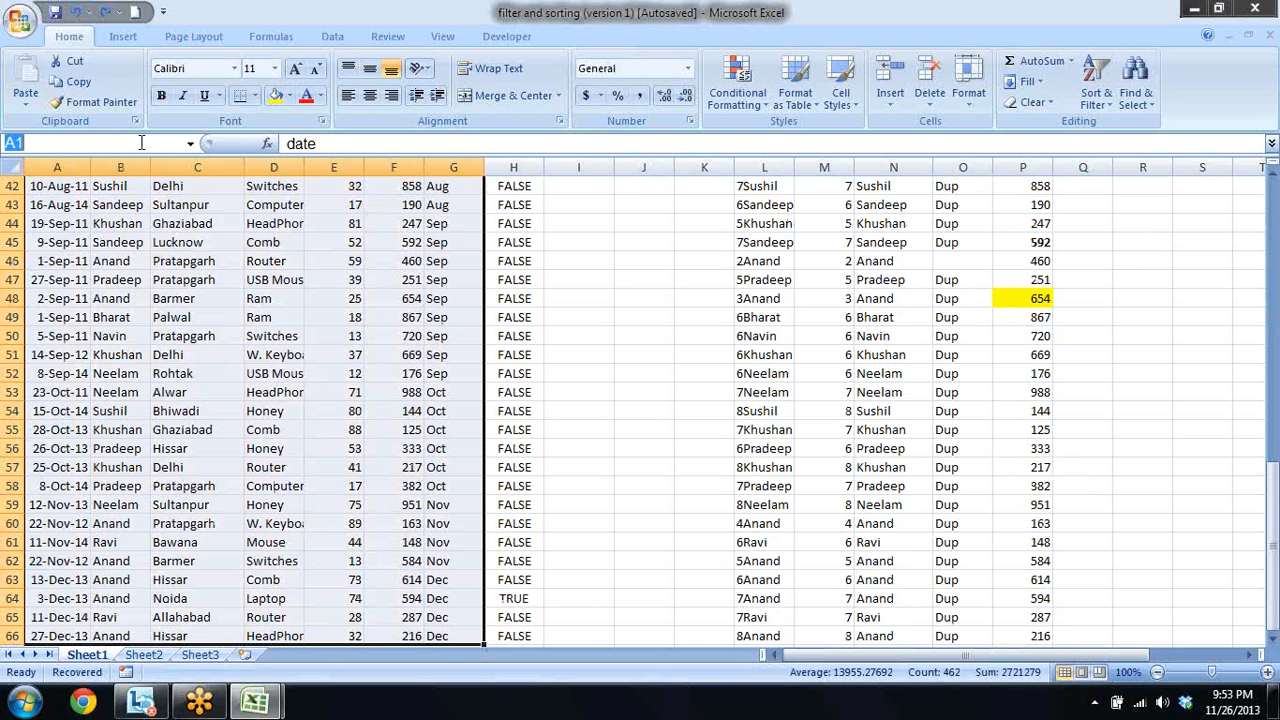 filter and sorting (version 1) [Autosaved] - Microsoft Excel
Home Insert Page Layout Formulas Data Review View Developer
Paste Cut Copy Format Painter Clipboard
Calibri 11 A A B I U A Font
Wrap Text Merge & Center Alignment
General $ % , .0 .00 .00 .0 Number
Conditional Formatting Format as Table Cell Styles Styles
Insert Delete Format Cells
Σ AutoSum Fill Clear Sort & Filter Find & Select Editing
A1 fx date
A B C D E F G H I J K L M N O P Q R S T
42 10-Aug-11 Sushil Delhi Switches 32 858 Aug FALSE 7Sushil 7 Sushil Dup 858
43 16-Aug-14 Sandeep Sultanpur Computer 17 190 Aug FALSE 6Sandeep 6 Sandeep Dup 190
44 19-Sep-11 Khushan Ghaziabad HeadPhor 81 247 Sep FALSE 5Khushan 5 Khushan Dup 247
45 9-Sep-11 Sandeep Lucknow Comb 52 592 Sep FALSE 7Sandeep 7 Sandeep Dup 592
46 1-Sep-11 Anand Pratapgarh Router 59 460 Sep FALSE 2Anand 2 Anand 460
47 27-Sep-11 Pradeep Pratapgarh USB Mous 39 251 Sep FALSE 5Pradeep 5 Pradeep Dup 251
48 2-Sep-11 Anand Barmer Ram 25 654 Sep FALSE 3Anand 3 Anand Dup 654
49 1-Sep-11 Bharat Palwal Ram 18 867 Sep FALSE 6Bharat 6 Bharat Dup 867
50 5-Sep-11 Navin Pratapgarh Switches 13 720 Sep FALSE 6Navin 6 Navin Dup 720
51 14-Sep-12 Khushan Delhi W. Keybo 37 669 Sep FALSE 6Khushan 6 Khushan Dup 669
52 8-Sep-14 Neelam Rohtak USB Mous 12 176 Sep FALSE 6Neelam 6 Neelam Dup 176
53 23-Oct-11 Neelam Alwar HeadPhor 71 988 Oct FALSE 7Neelam 7 Neelam Dup 988
54 15-Oct-13 Sushil Bhiwadi Honey 80 144 Oct FALSE 8Sushil 8 Sushil Dup 144
55 28-Oct-13 Khushan Ghaziabad Comb 88 125 Oct FALSE 7Khushan 7 Khushan Dup 125
56 26-Oct-13 Pradeep Hissar Honey 53 333 Oct FALSE 6Pradeep 6 Pradeep Dup 333
57 25-Oct-13 Khushan Delhi Router 41 217 Oct FALSE 8Khushan 8 Khushan Dup 217
58 8-Oct-14 Pradeep Pratapgarh Computer 17 382 Oct FALSE 7Pradeep 7 Pradeep Dup 382
59 12-Nov-13 Neelam Sultanpur Honey 75 951 Nov FALSE 8Neelam 8 Neelam Dup 951
60 22-Nov-12 Anand Pratapgarh W. Keybo 89 163 Nov FALSE 4Anand 4 Anand Dup 163
61 11-Nov-14 Ravi Bawana Mouse 44 148 Nov FALSE 6Ravi 6 Ravi Dup 148
62 22-Nov-12 Anand Barmer Switches 13 584 Nov FALSE 5Anand 5 Anand Dup 584
63 13-Dec-13 Anand Hissar Comb 73 614 Dec FALSE 6Anand 6 Anand Dup 614
64 3-Dec-13 Anand Noida Laptop 74 594 Dec TRUE 7Anand 7 Anand Dup 594
65 11-Dec-14 Ravi Allahabad Router 28 287 Dec FALSE 7Ravi 7 Ravi Dup 287
66 27-Dec-13 Anand Hissar HeadPhor 32 216 Dec FALSE 8Anand 8 Anand Dup 216
Sheet1 Sheet2 Sheet3
Ready Recovered Average: 13955.27692 Count: 462 Sum: 2721279 100%
9:53 PM
11/26/2013